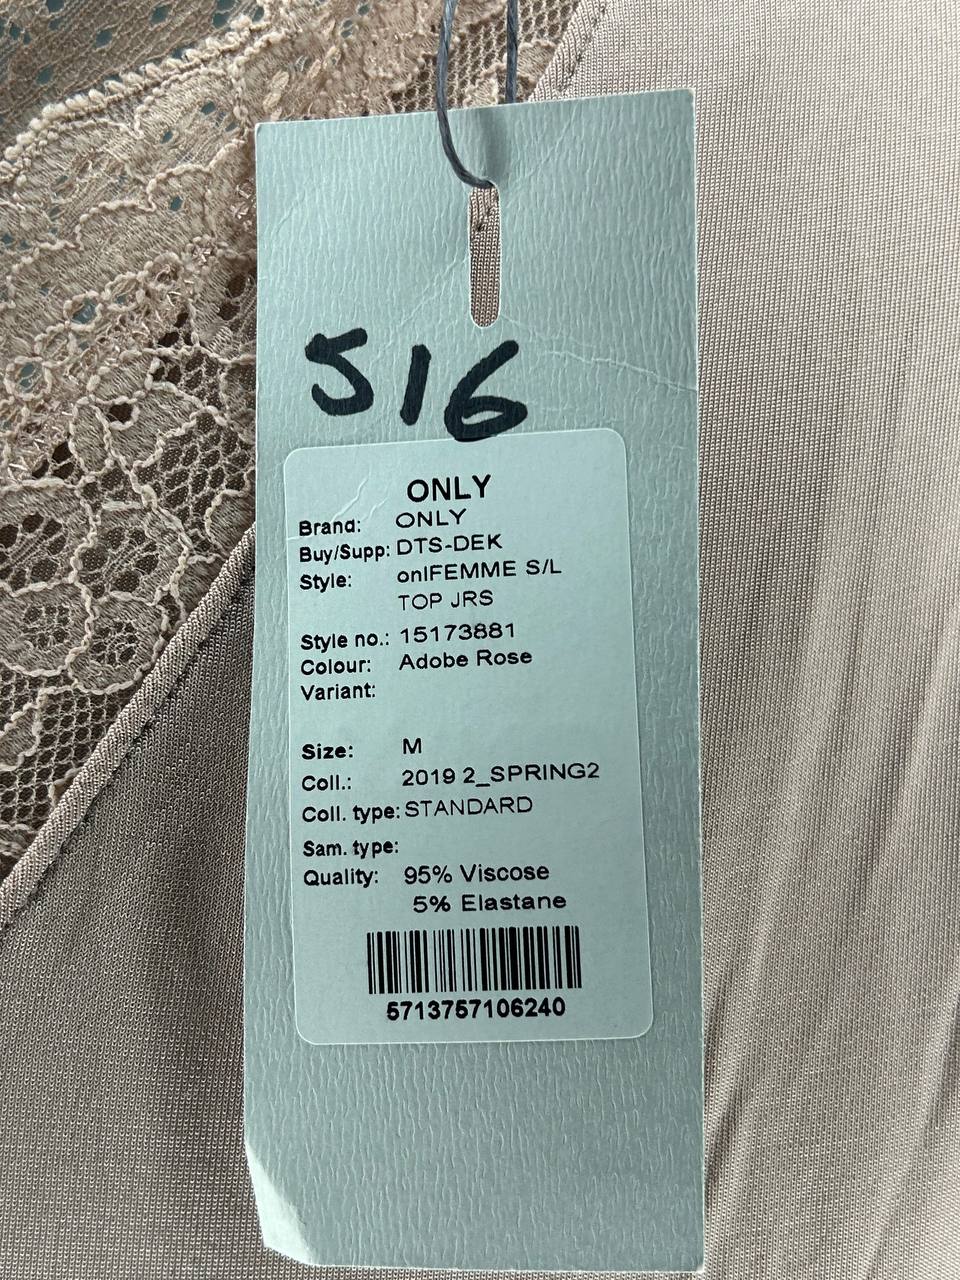 516
ONLY
Brand: ONLY
Buy/Supp: DTS-DEK
Style: onlFEMME S/L
TOP JRS
Style no.: 15173881
Colour: Adobe Rose
Variant:
Size: M
Coll.: 2019 2_SPRING2
Coll. type: STANDARD
Sam. type:
Quality: 95% Viscose
5% Elastane
5713757106240